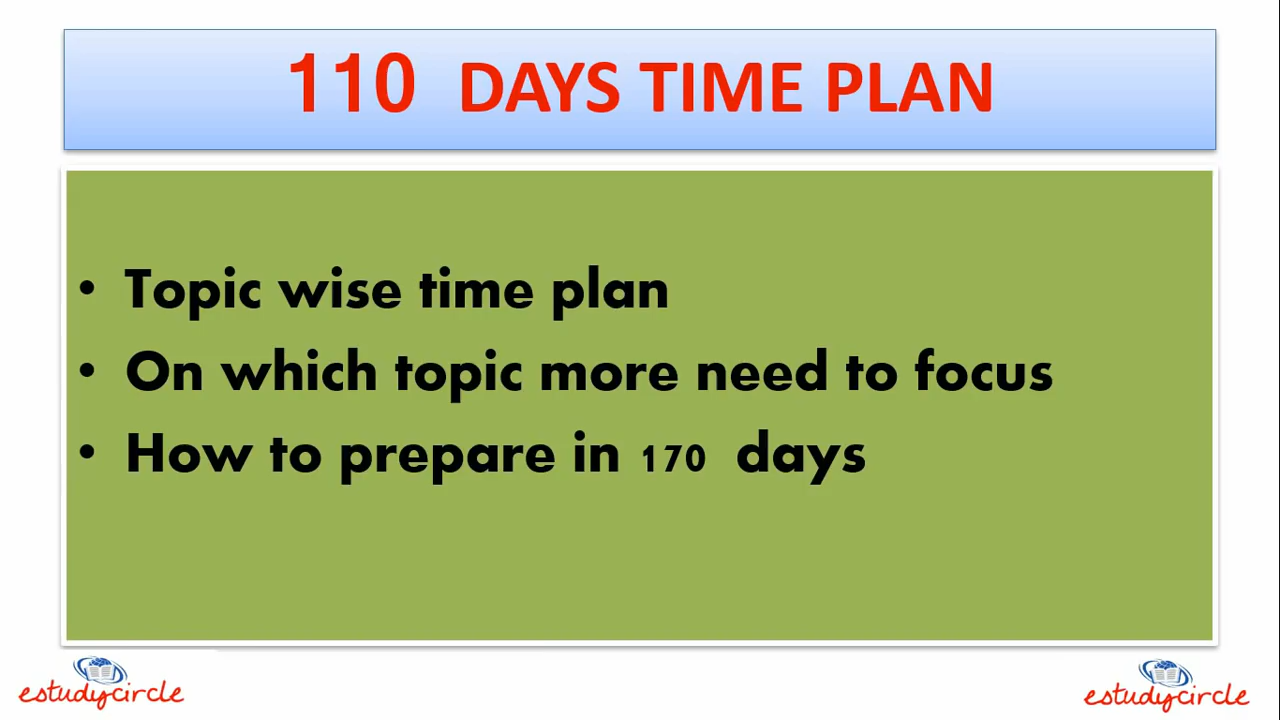 110 DAYS TIME PLAN
• Topic wise time plan
• On which topic more need to focus
• How to prepare in 170 days
estudycircle
estudycircle